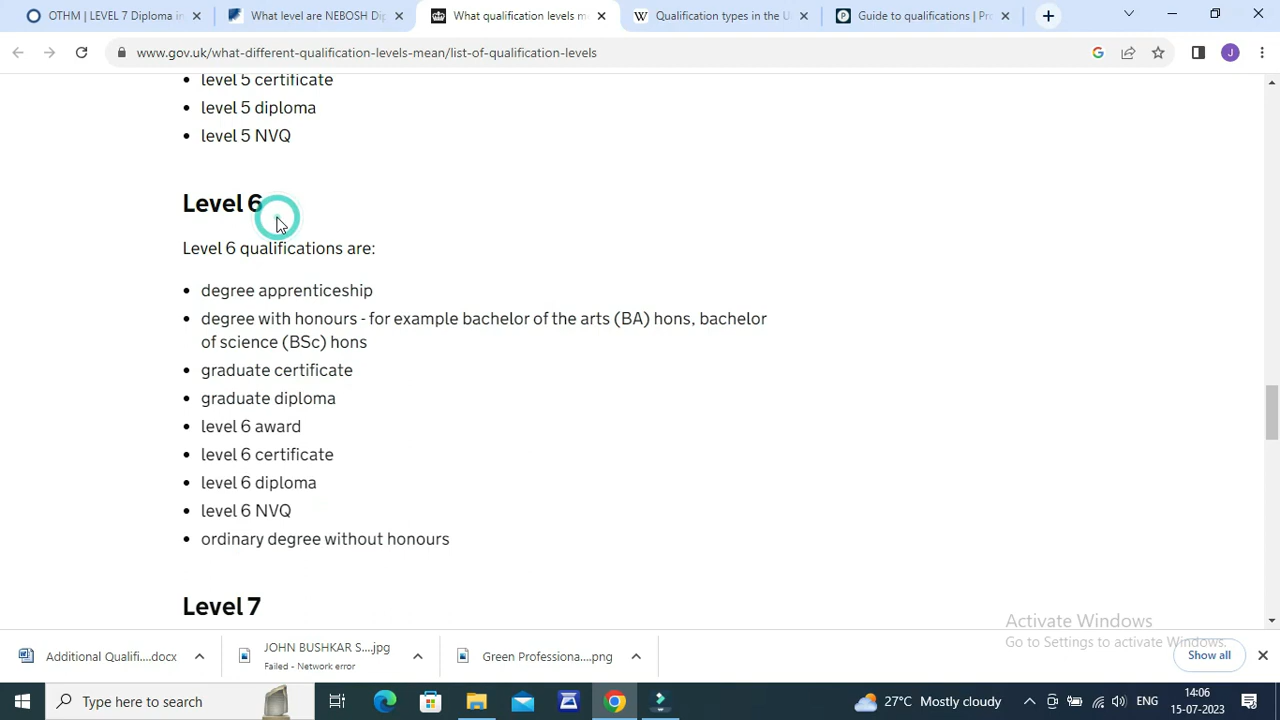 OTHM | LEVEL 7 Diploma
What level are NEBOSH Dip
What qualification levels m
Qualification types in the U
Guide to qualifications | Pro
www.gov.uk/what-different-qualification-levels-mean/list-of-qualification-levels
J
level 5 certificate
level 5 diploma
level 5 NVQ
Level 6
Level 6 qualifications are:
degree apprenticeship
degree with honours - for example bachelor of the arts (BA) hons, bachelor
of science (BSc) hons
graduate certificate
graduate diploma
level 6 award
level 6 certificate
level 6 diploma
level 6 NVQ
ordinary degree without honours
Level 7
Activate Windows
Go to Settings to activate Windows.
Additional Qualifi....docx
JOHN BUSHKAR S....jpg
Failed - Network error
Green Professiona....png
Show all
Type here to search
27°C Mostly cloudy
ENG
14:06
15-07-2023